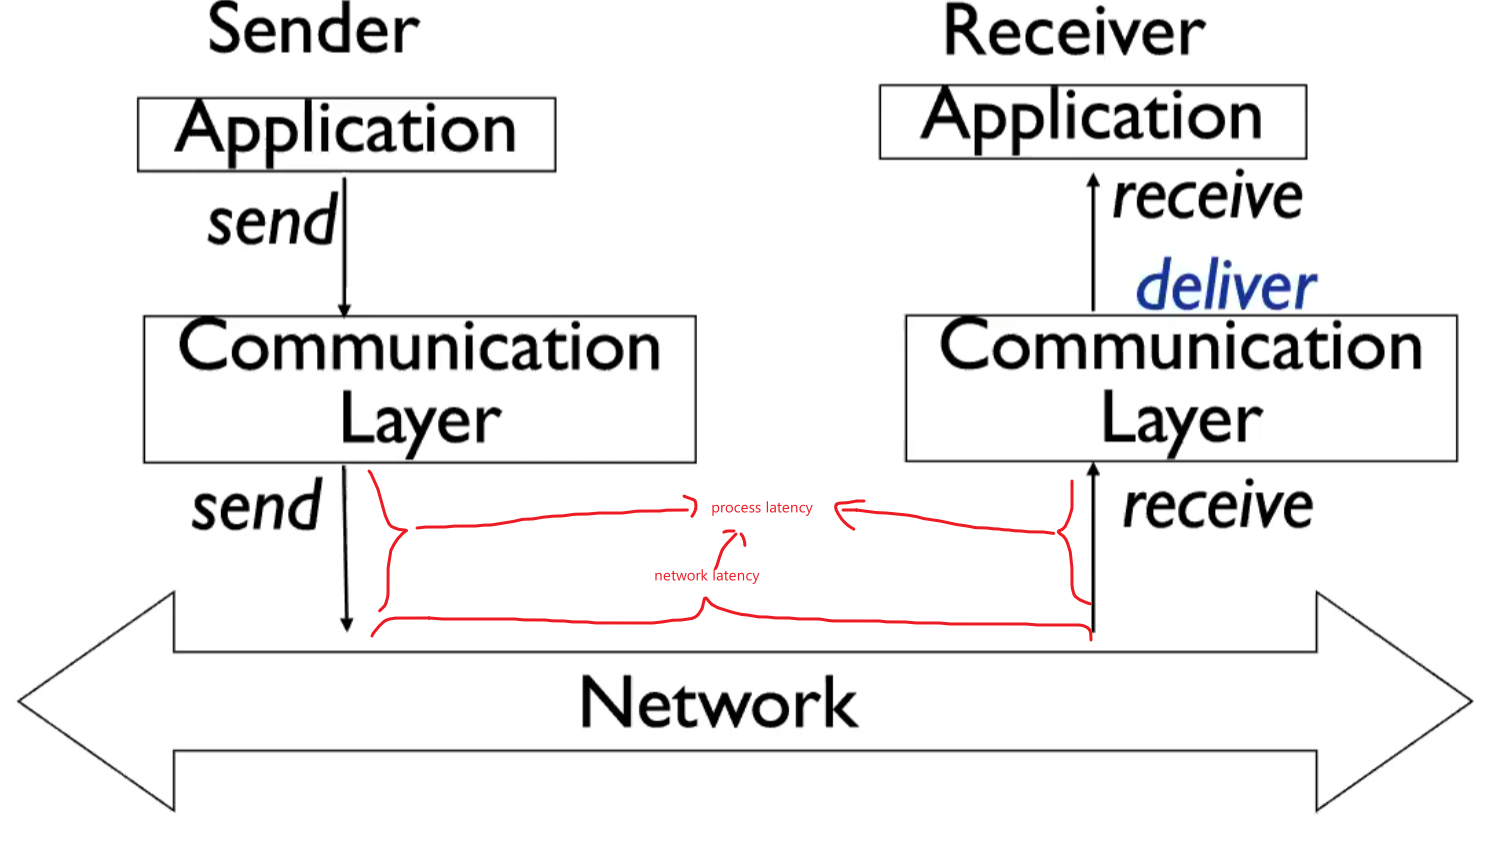 Sender
Receiver
Application
Application
send
receive
deliver
Communication
Layer
Communication
Layer
send
process latency
receive
network latency
Network